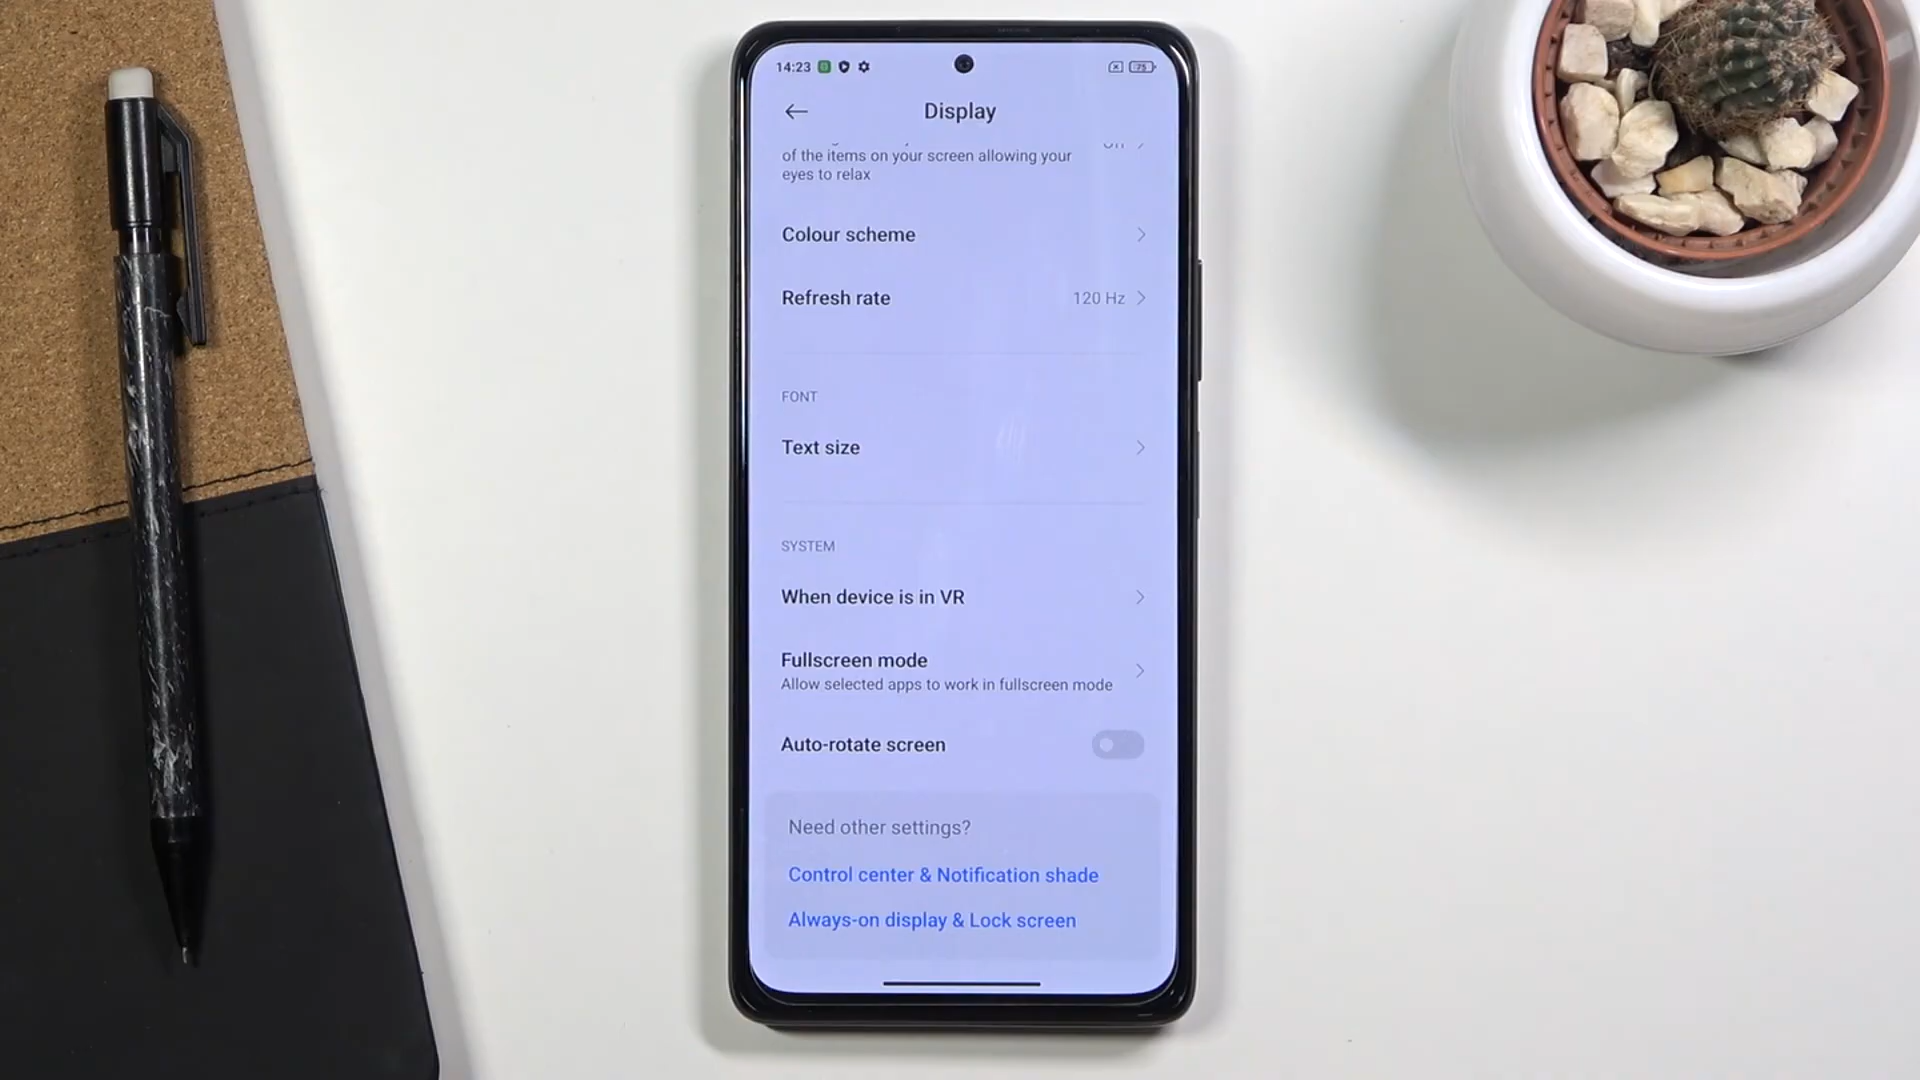 14:23
75
Display
of the items on your screen allowing your
eyes to relax
Colour scheme
Refresh rate 120 Hz
FONT
Text size
SYSTEM
When device is in VR
Fullscreen mode
Allow selected apps to work in fullscreen mode
Auto-rotate screen
Need other settings?
Control center & Notification shade
Always-on display & Lock screen